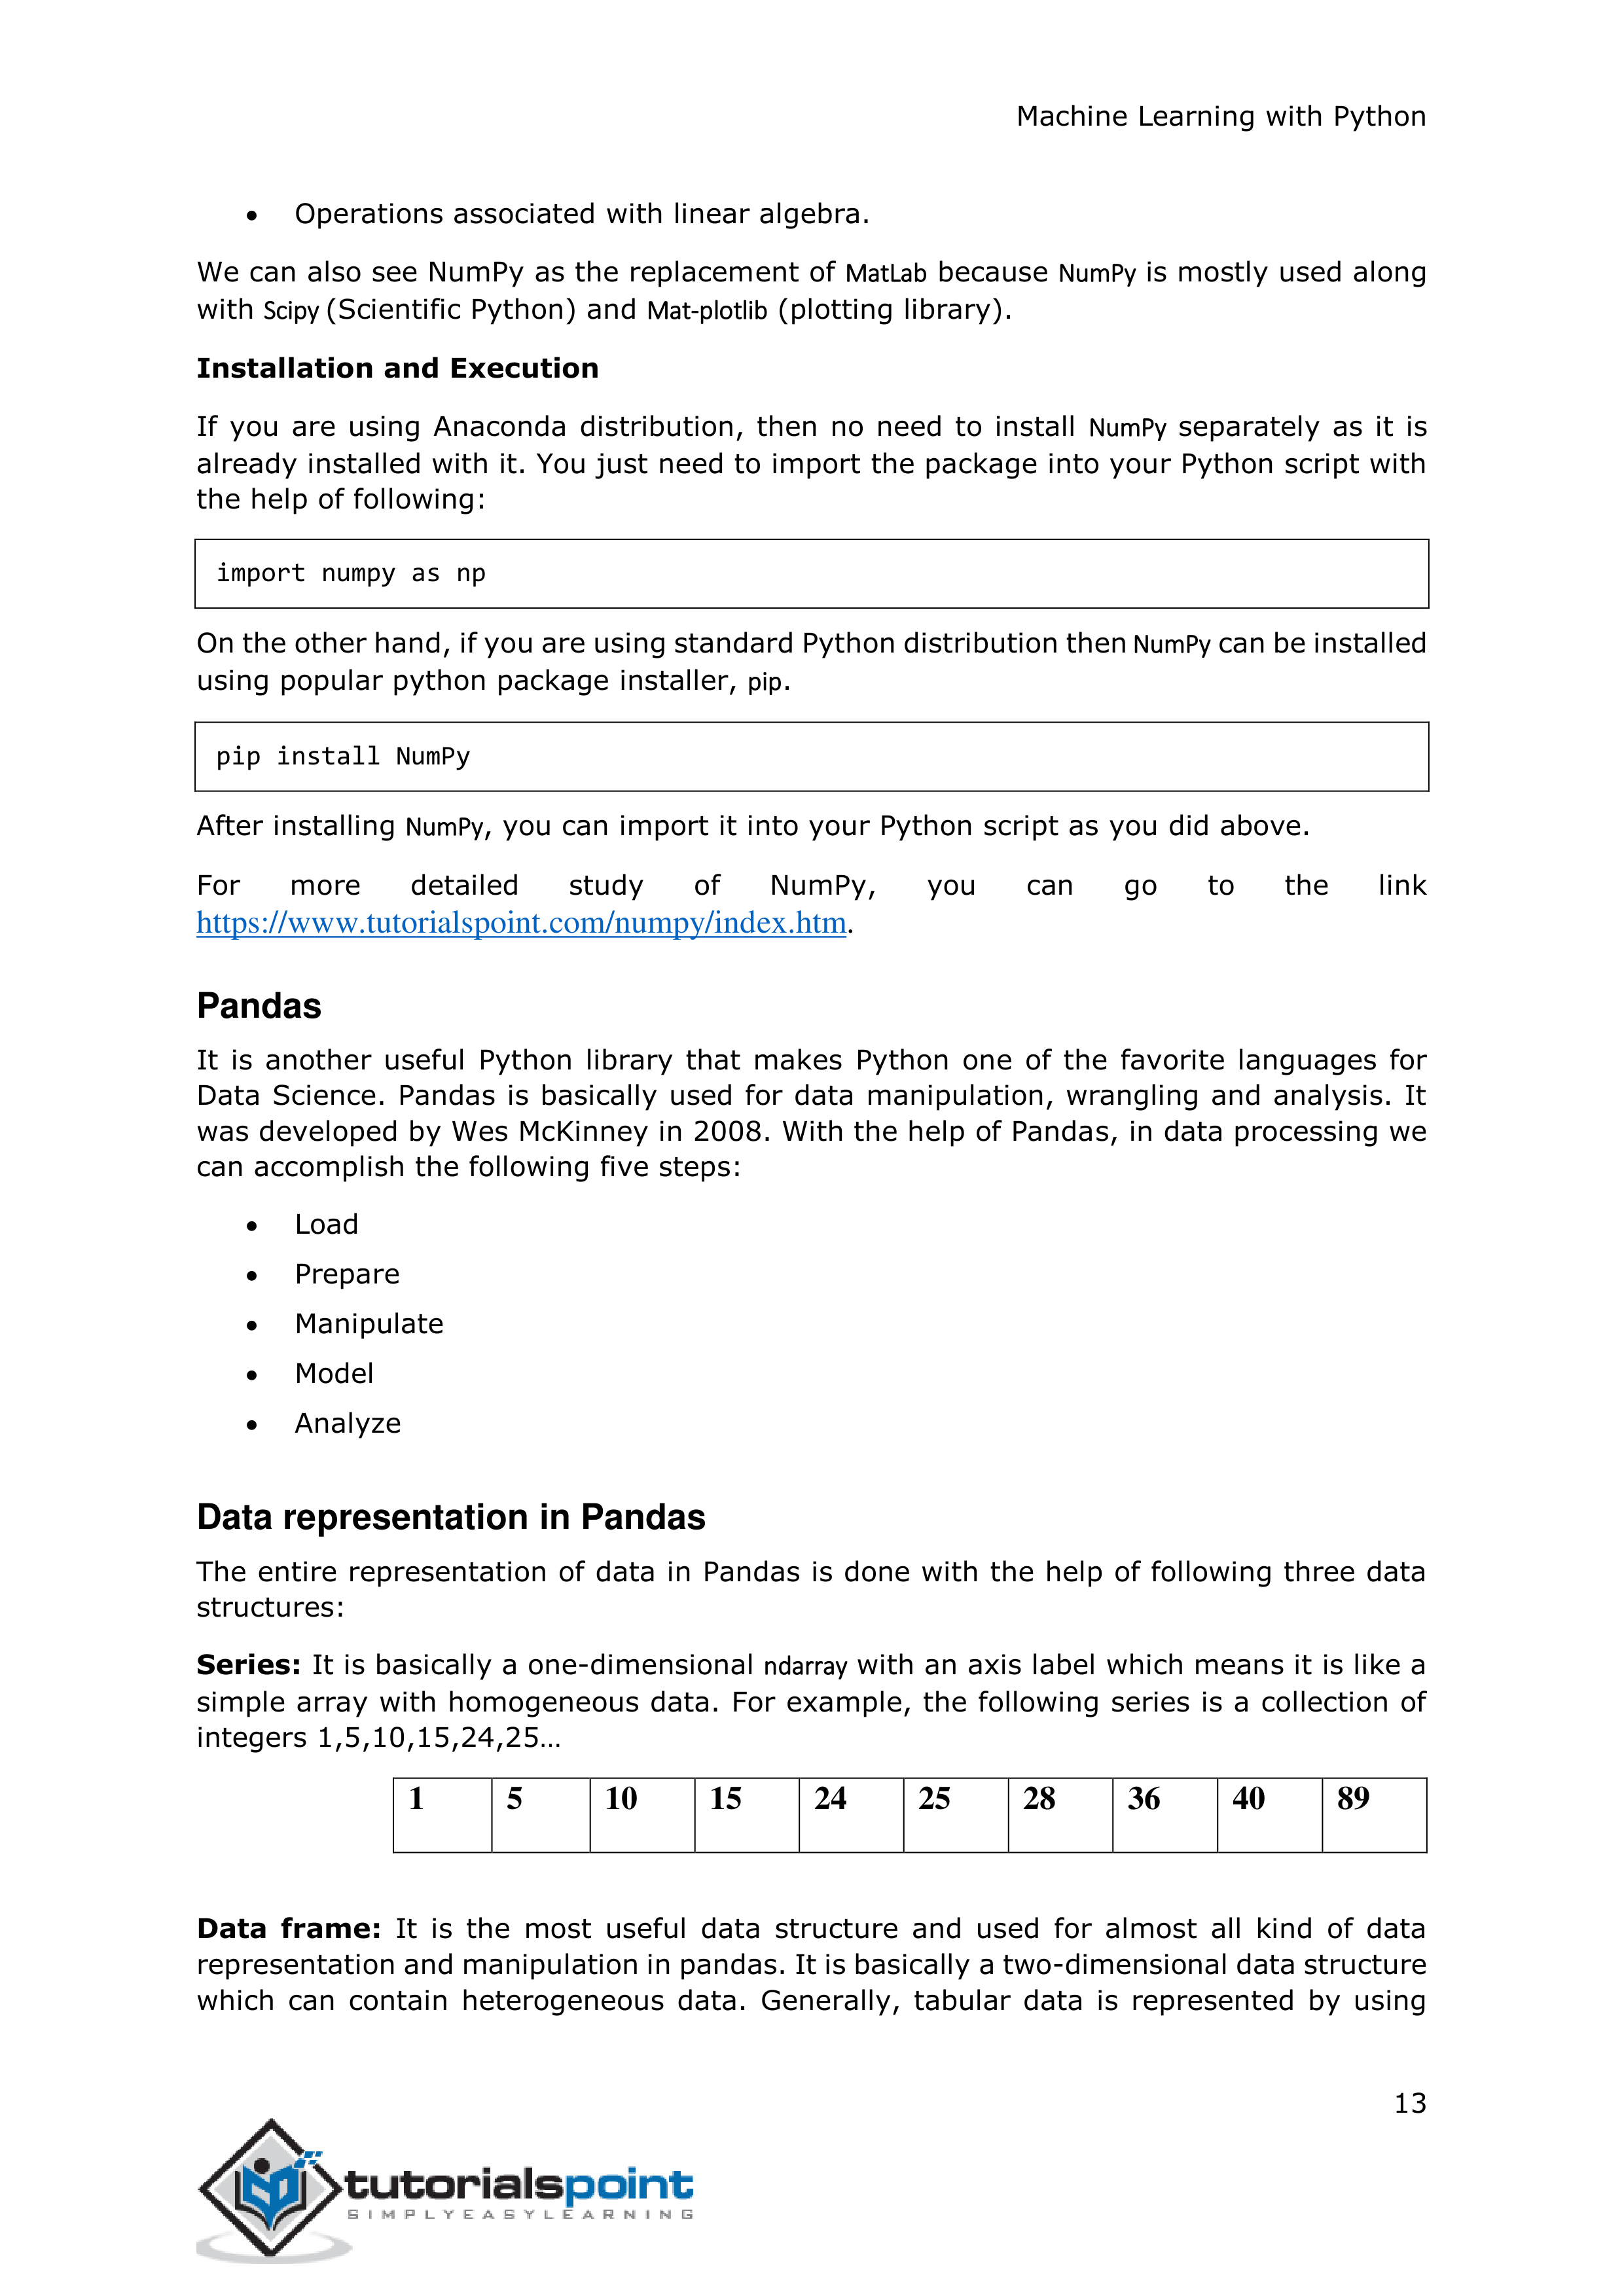 Machine Learning with Python
• Operations associated with linear algebra.
We can also see NumPy as the replacement of MatLab because NumPy is mostly used along
with Scipy (Scientific Python) and Mat-plotlib (plotting library).
Installation and Execution
If you are using Anaconda distribution, then no need to install NumPy separately as it is
already installed with it. You just need to import the package into your Python script with
the help of following:
import numpy as np
On the other hand, if you are using standard Python distribution then NumPy can be installed
using popular python package installer, pip.
pip install NumPy
After installing NumPy, you can import it into your Python script as you did above.
For more detailed study of NumPy, you can go to the link
https://www.tutorialspoint.com/numpy/index.htm.
Pandas
It is another useful Python library that makes Python one of the favorite languages for
Data Science. Pandas is basically used for data manipulation, wrangling and analysis. It
was developed by Wes McKinney in 2008. With the help of Pandas, in data processing we
can accomplish the following five steps:
• Load
• Prepare
• Manipulate
• Model
• Analyze
Data representation in Pandas
The entire representation of data in Pandas is done with the help of following three data
structures:
Series: It is basically a one-dimensional ndarray with an axis label which means it is like a
simple array with homogeneous data. For example, the following series is a collection of
integers 1,5,10,15,24,25…
1 5 10 15 24 25 28 36 40 89
Data frame: It is the most useful data structure and used for almost all kind of data
representation and manipulation in pandas. It is basically a two-dimensional data structure
which can contain heterogeneous data. Generally, tabular data is represented by using
13
tutorialspoint
SIMPLYEASYLEARNING